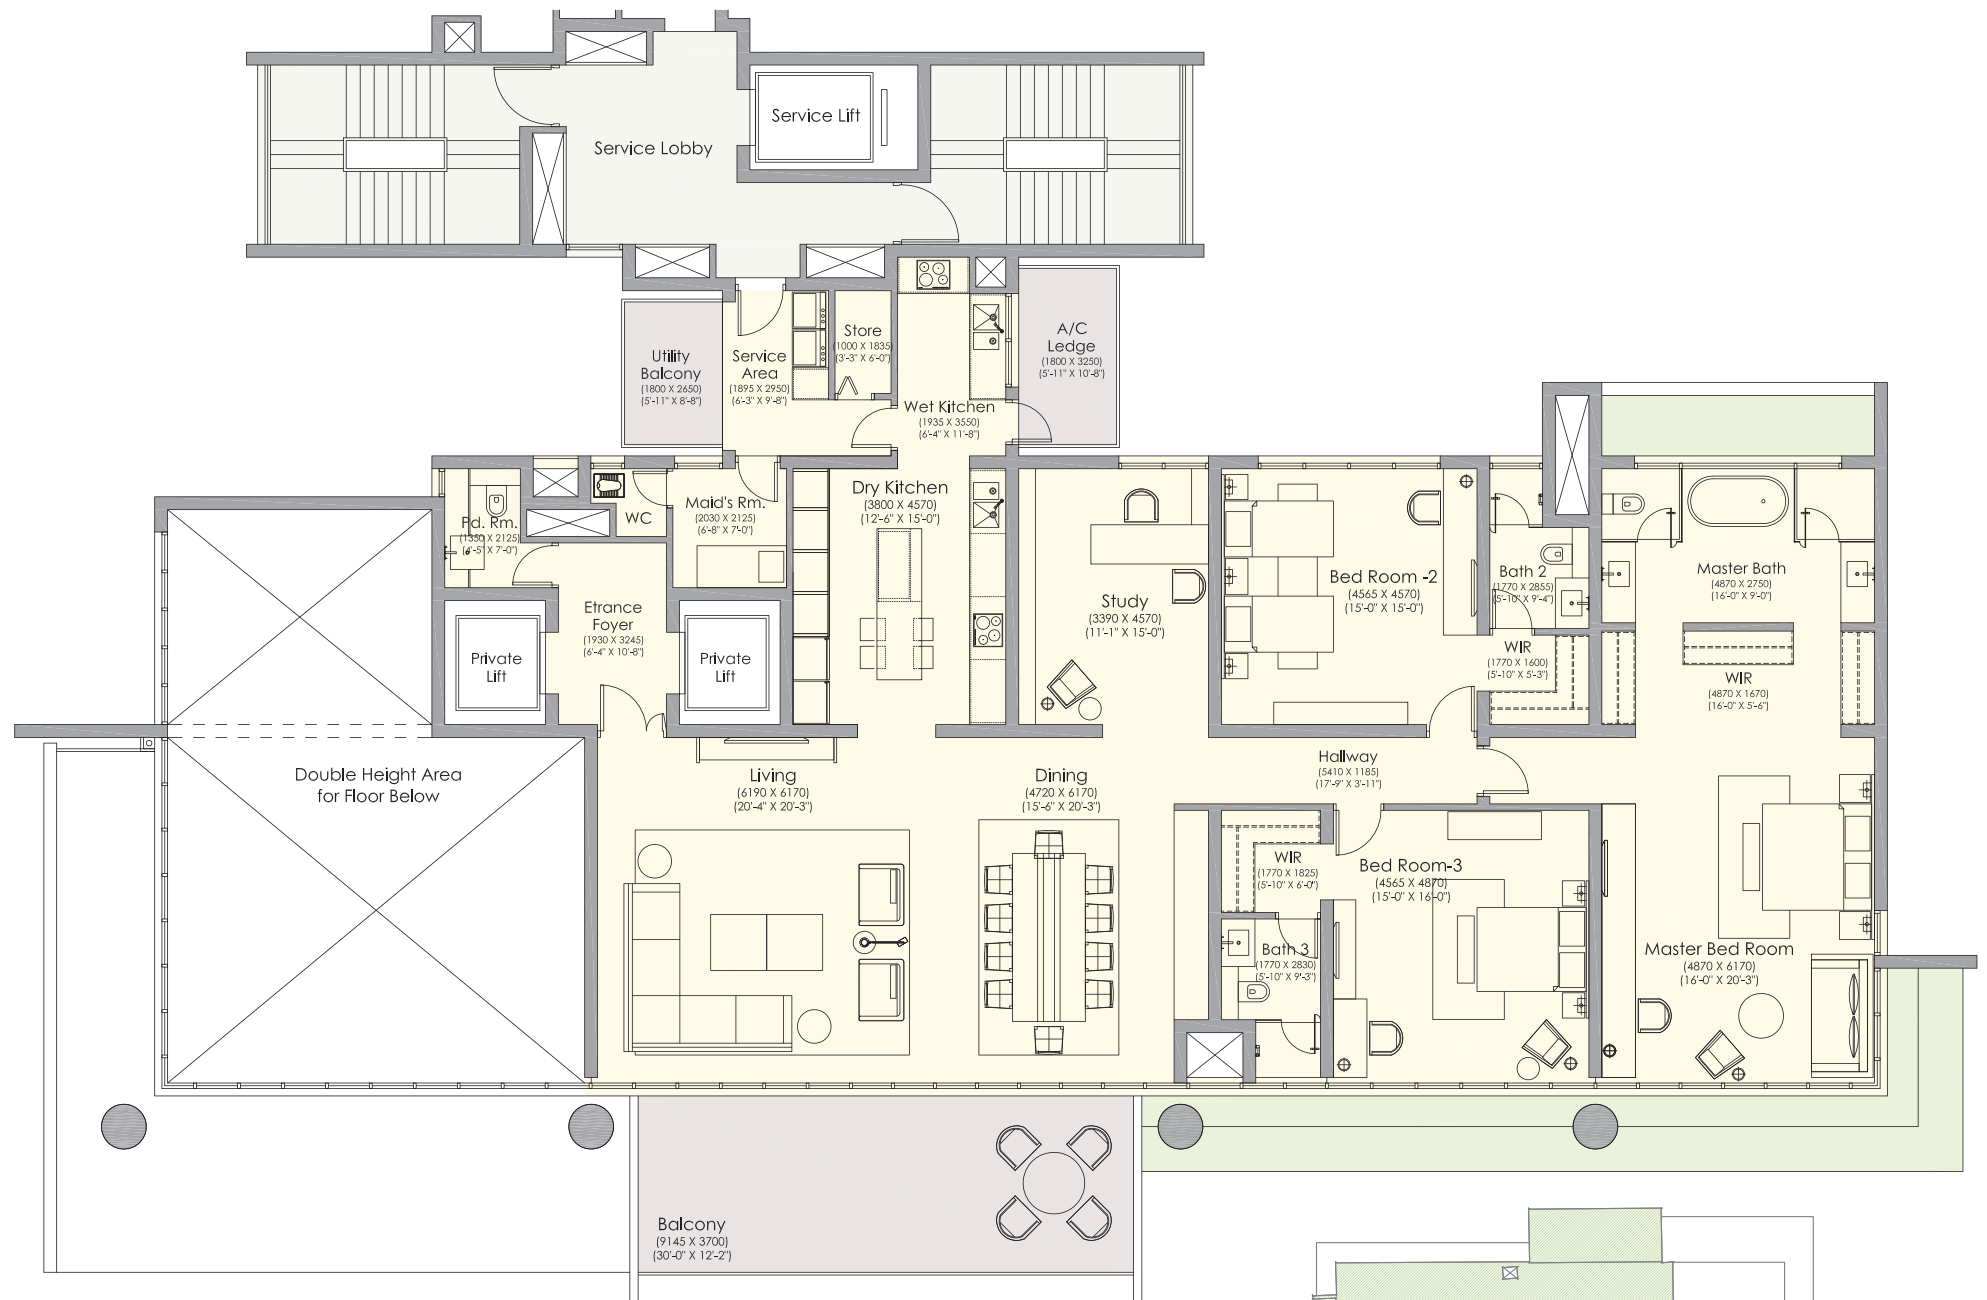 Service Lift
Service Lobby
Utility
Balcony
(1800 X 2650)
(5'-11" X 8'-8")
Service
Area
(1895 X 2950)
(6'-3" X 9'-8")
Store
(1000 X 1835)
(3'-3" X 6'-0")
Wet Kitchen
(1935 X 3550)
(6'-4" X 11'-8")
A/C
Ledge
(1800 X 3250)
(5'-11" X 10'-8")
Pd. Rm.
(1350 X 2125)
(4'-5" X 7'-0")
WC
Maid's Rm.
(2030 X 2125)
(6'-8" X 7'-0")
Dry Kitchen
(3800 X 4570)
(12'-6" X 15'-0")
Etrance
Foyer
(1930 X 3245)
(6'-4" X 10'-8")
Private
Lift
Private
Lift
Study
(3390 X 4570)
(11'-1" X 15'-0")
Bed Room -2
(4565 X 4570)
(15'-0" X 15'-0")
Bath 2
(1770 X 2855)
(5'-10" X 9'-4")
WIR
(1770 X 1600)
(5'-10" X 5'-3")
Master Bath
(4870 X 2750)
(16'-0" X 9'-0")
WIR
(4870 X 1670)
(16'-0" X 5'-6")
Double Height Area
for Floor Below
Living
(6190 X 6170)
(20'-4" X 20'-3")
Dining
(4720 X 6170)
(15'-6" X 20'-3")
Hallway
(5410 X 1185)
(17'-9" X 3'-11")
WIR
(1770 X 1825)
(5'-10" X 6'-0")
Bed Room-3
(4565 X 4870)
(15'-0" X 16'-0")
Bath 3
(1770 X 2830)
(5'-10" X 9'-3")
Master Bed Room
(4870 X 6170)
(16'-0" X 20'-3")
Balcony
(9145 X 3700)
(30'-0" X 12'-2")